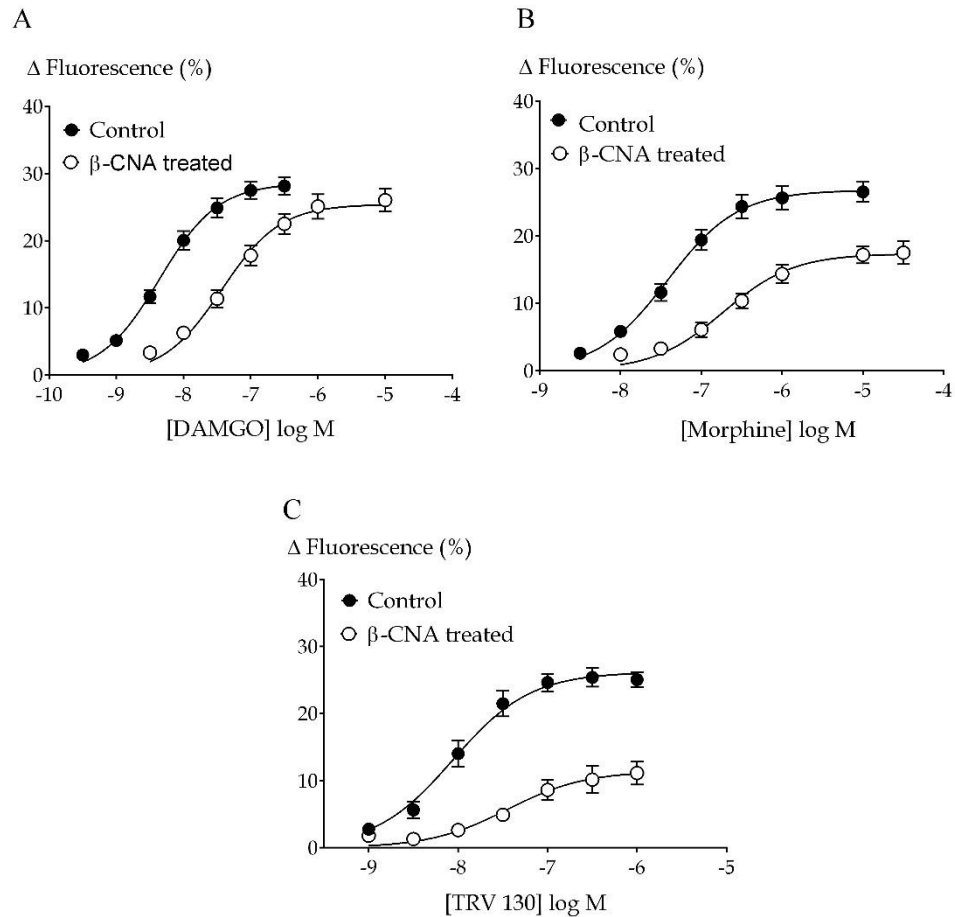 A
Δ Fluorescence (%)
40
30
20
10
0
Control
β-CNA treated
-10 -9 -8 -7 -6 -5 -4
[DAMGO] log M
B
Δ Fluorescence (%)
40
30
20
10
0
Control
β-CNA treated
-9 -8 -7 -6 -5 -4
[Morphine] log M
C
Δ Fluorescence (%)
40
30
20
10
0
Control
β-CNA treated
-9 -8 -7 -6 -5
[TRV 130] log M